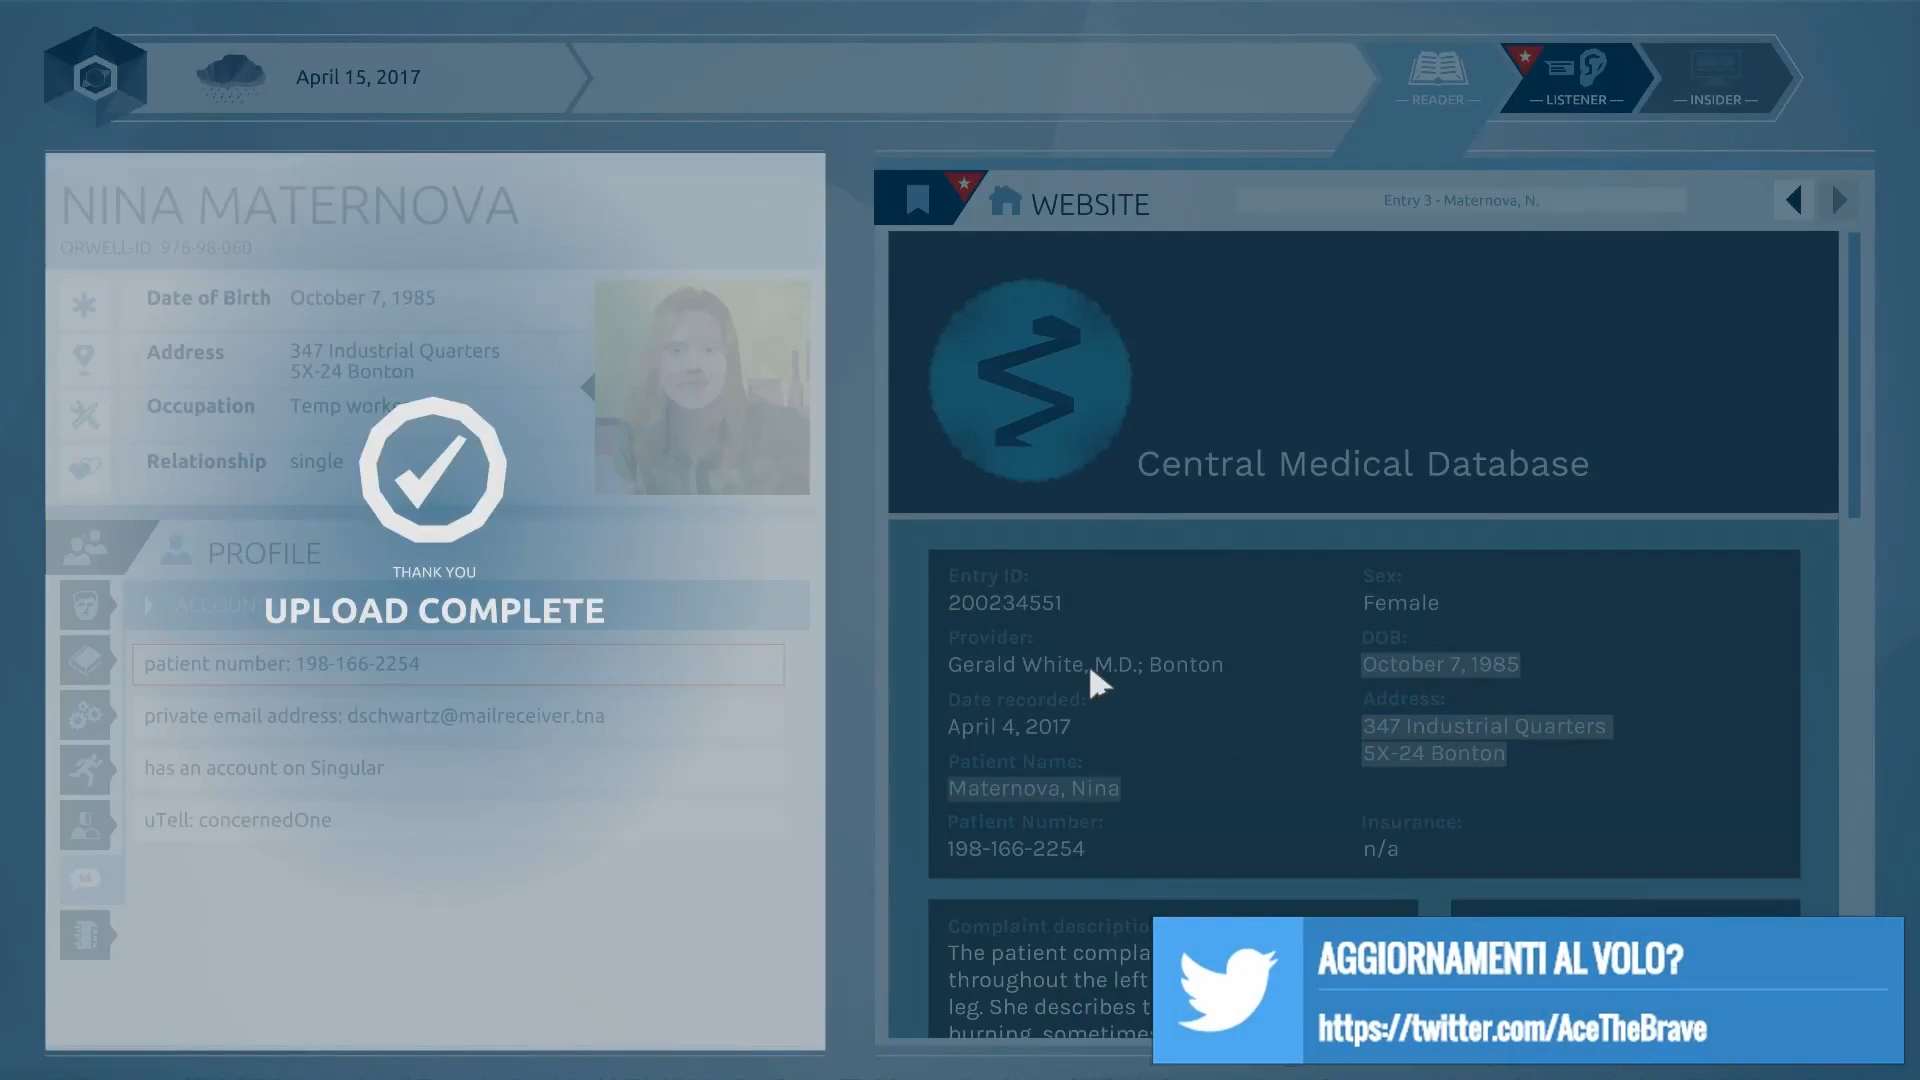 April 15, 2017
READER
LISTENER
INSIDER
NINA MATERNOVA
ORWELL-ID 976-98-060
Date of Birth October 7, 1985
Address 347 Industrial Quarters
5X-24 Bonton
Occupation Temp
Relationship single
PROFILE
THANK YOU
UPLOAD COMPLETE
patient number: 198-166-2254
private email address: dschwartz@mailreceiver.tna
has an account on Singular
uTell: concernedOne
WEBSITE
Entry 3 - Maternova, N.
Central Medical Database
Entry ID:
200234551
Provider:
Gerald White, M.D.; Bonton
Date recorded:
April 4, 2017
Patient Name:
Maternova, Nina
Patient Number:
198-166-2254
Sex:
Female
DOB:
October 7, 1985
Address:
347 Industrial Quarters
5X-24 Bonton
Insurance:
n/a
Complaint
The patient
throughout the left
leg. She describes
burning,
AGGIORNAMENTI AL VOLO?
https://twitter.com/AceTheBrave